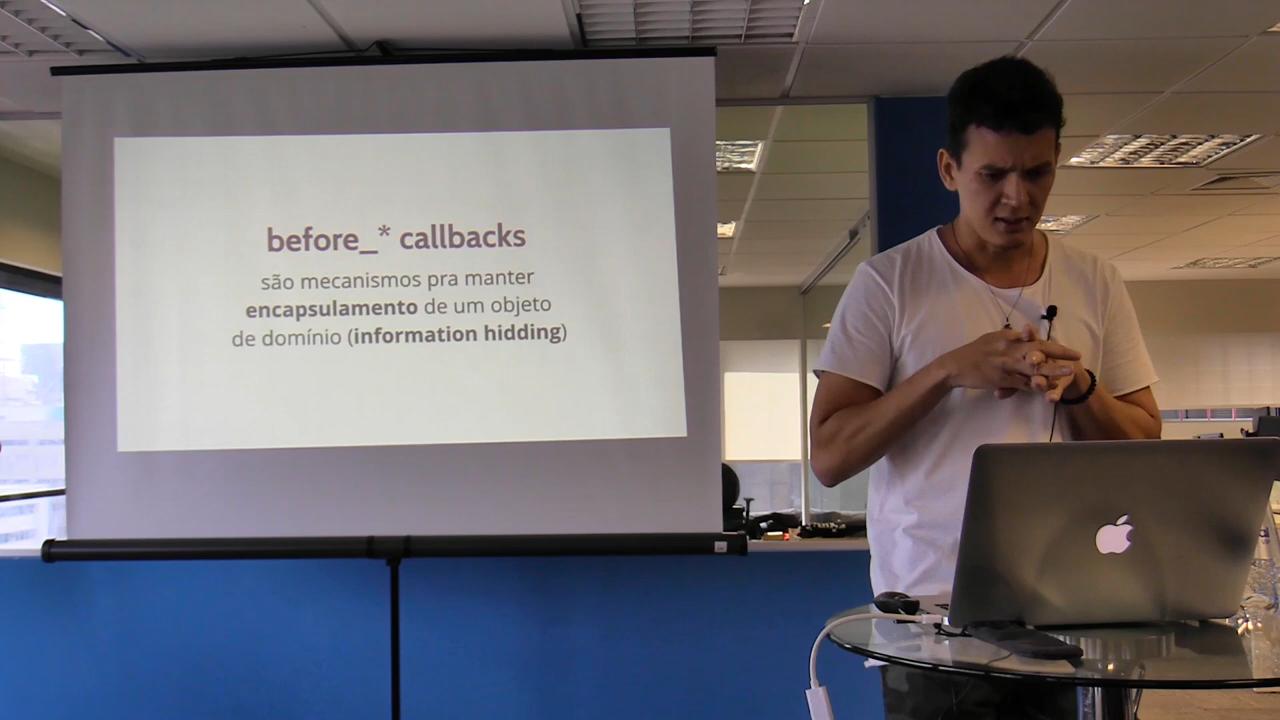 before_* callbacks
são mecanismos pra manter
encapsulamento de um objeto
de domínio (information hidding)